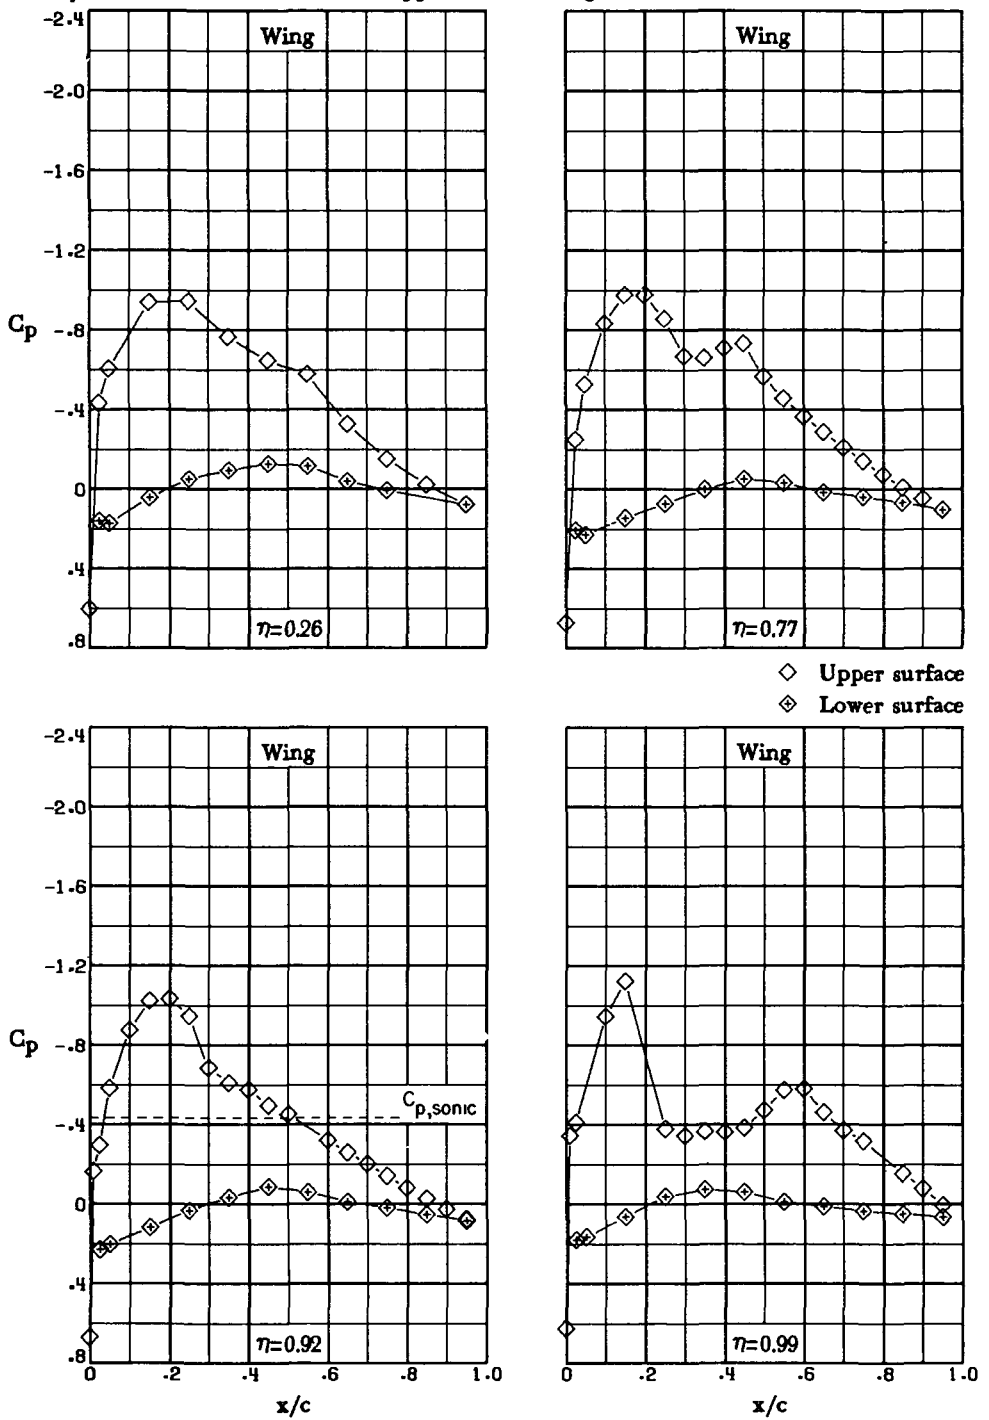 Wing
Wing
-2.4
-2.0
-1.6
-1.2
Cp
-.8
-.4
0
.4
.8
η=0.26
η=0.77
Upper surface
Lower surface
Wing
Wing
-2.4
-2.0
-1.6
-1.2
Cp
-.8
Cp,sonic
-.4
0
.4
.8
η=0.92
η=0.99
0 .2 .4 .6 .8 1.0
0 .2 .4 .6 .8 1.0
x/c
x/c